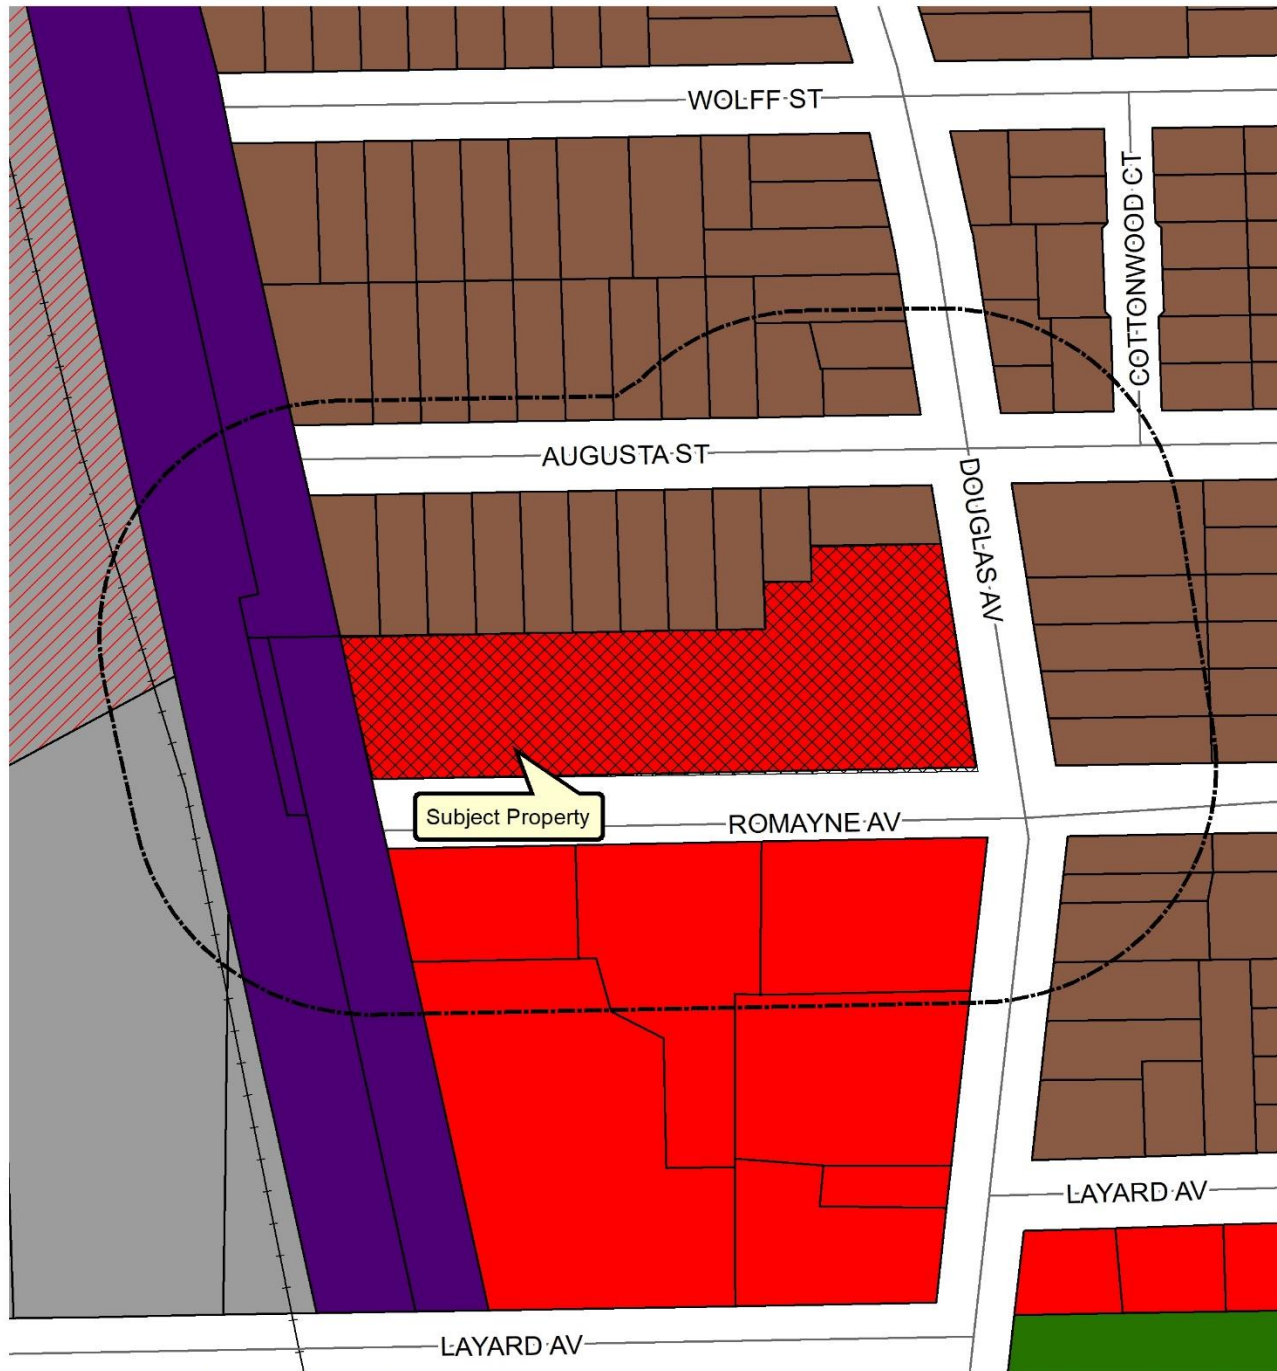 WOLFF ST
COTTONWOOD CT
AUGUSTA ST
DOUGLAS AV
Subject Property
ROMAYNE AV
LAYARD AV
LAYARD AV